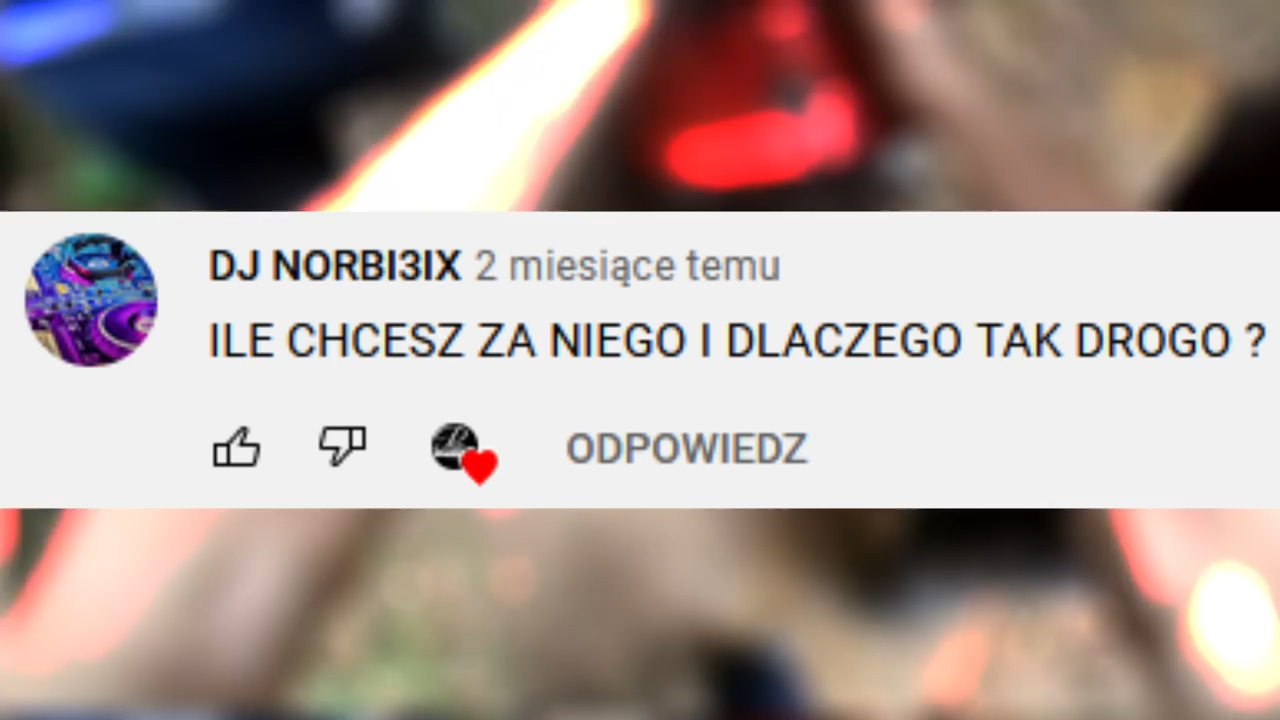 DJ NORBI3IX 2 miesiące temu
ILE CHCESZ ZA NIEGO I DLACZEGO TAK DROGO ?
ODPOWIEDZ